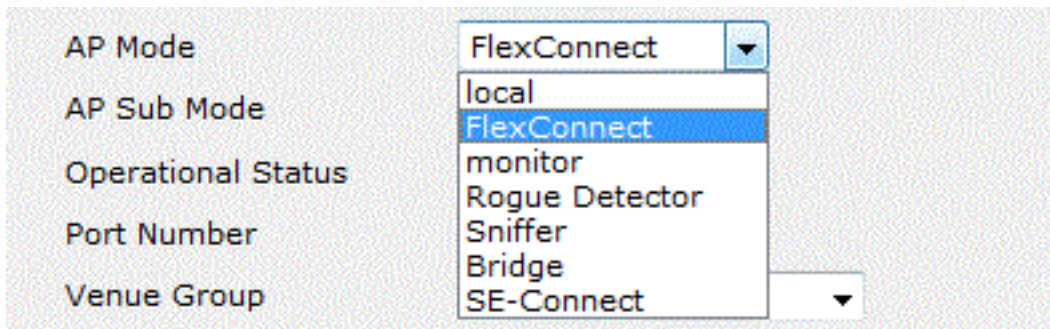 AP Mode FlexConnect
local
AP Sub Mode
FlexConnect
monitor
Operational Status
Rogue Detector
Port Number
Sniffer
Bridge
Venue Group
SE-Connect